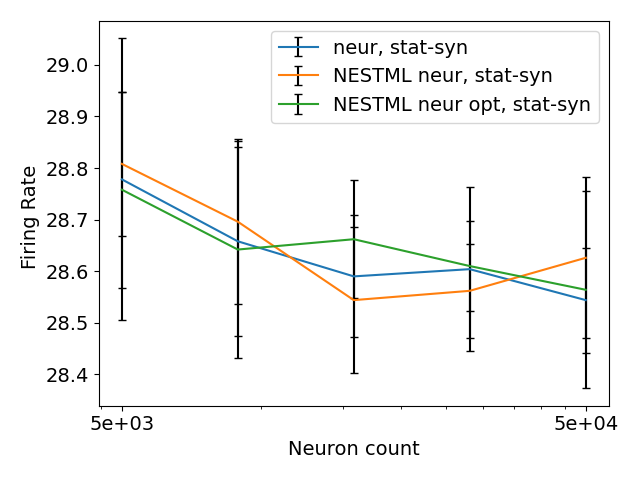 neur, stat-syn
NESTML neur, stat-syn
NESTML neur opt, stat-syn
Firing Rate
29.0
28.9
28.8
28.7
28.6
28.5
28.4
5e+03
5e+04
Neuron count